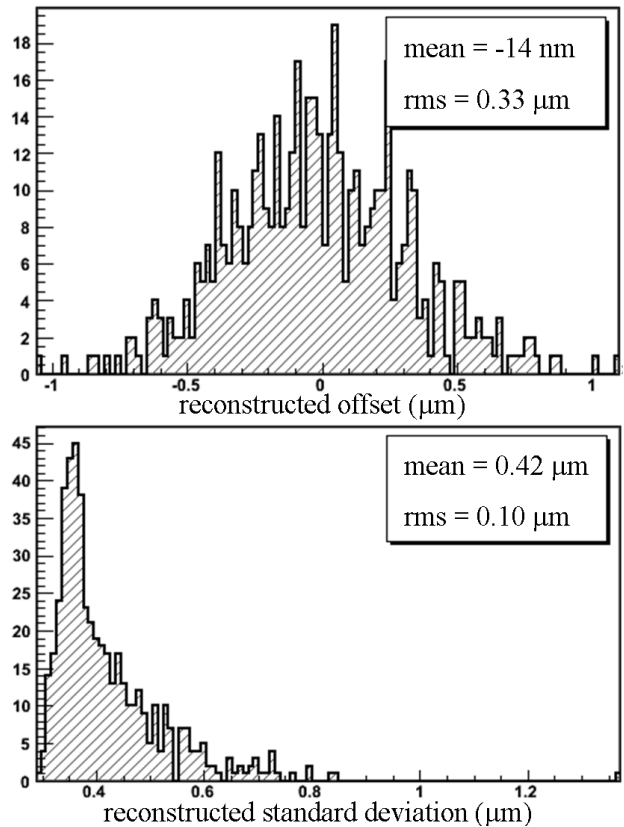 18
16
14
12
10
8
6
4
2
0
mean = -14 nm
rms = 0.33 μm
-1 -0.5 0 0.5 1
reconstructed offset (μm)
45
40
35
30
25
20
15
10
5
0
mean = 0.42 μm
rms = 0.10 μm
0.4 0.6 0.8 1 1.2
reconstructed standard deviation (μm)